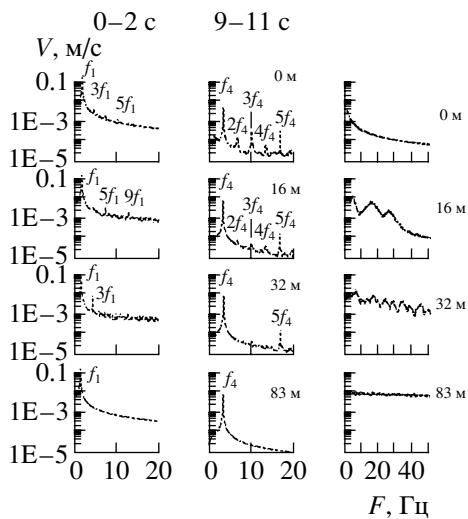 0–2 с 9–11 с
V, м/с
f1 f4 0 м
0.1 3f1 5f1 3f4 5f4 0 м
1E−3 2f4 4f4
1E−5
f1 f4 16 м
0.1 5f1 9f1 3f4 5f4 16 м
1E−3 2f4 4f4
1E−5
f1 f4 32 м
0.1 3f1 5f4 32 м
1E−3
1E−5
f1 f4 83 м
0.1 83 м
1E−3
1E−5
0 10 20 0 10 20 0 20 40
F, Гц